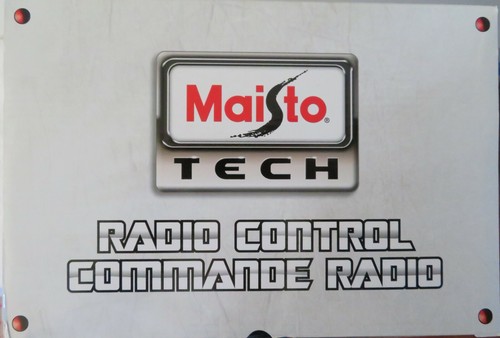 Maisto®
TECH
RADIO CONTROL
COMMANDE RADIO